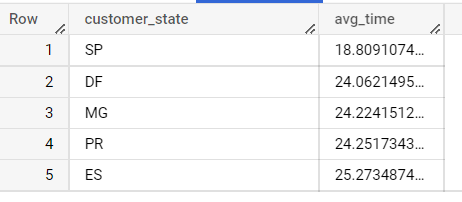 Row customer_state avg_time
1 SP 18.8091074...
2 DF 24.0621495...
3 MG 24.2241512...
4 PR 24.2517343...
5 ES 25.2734874...